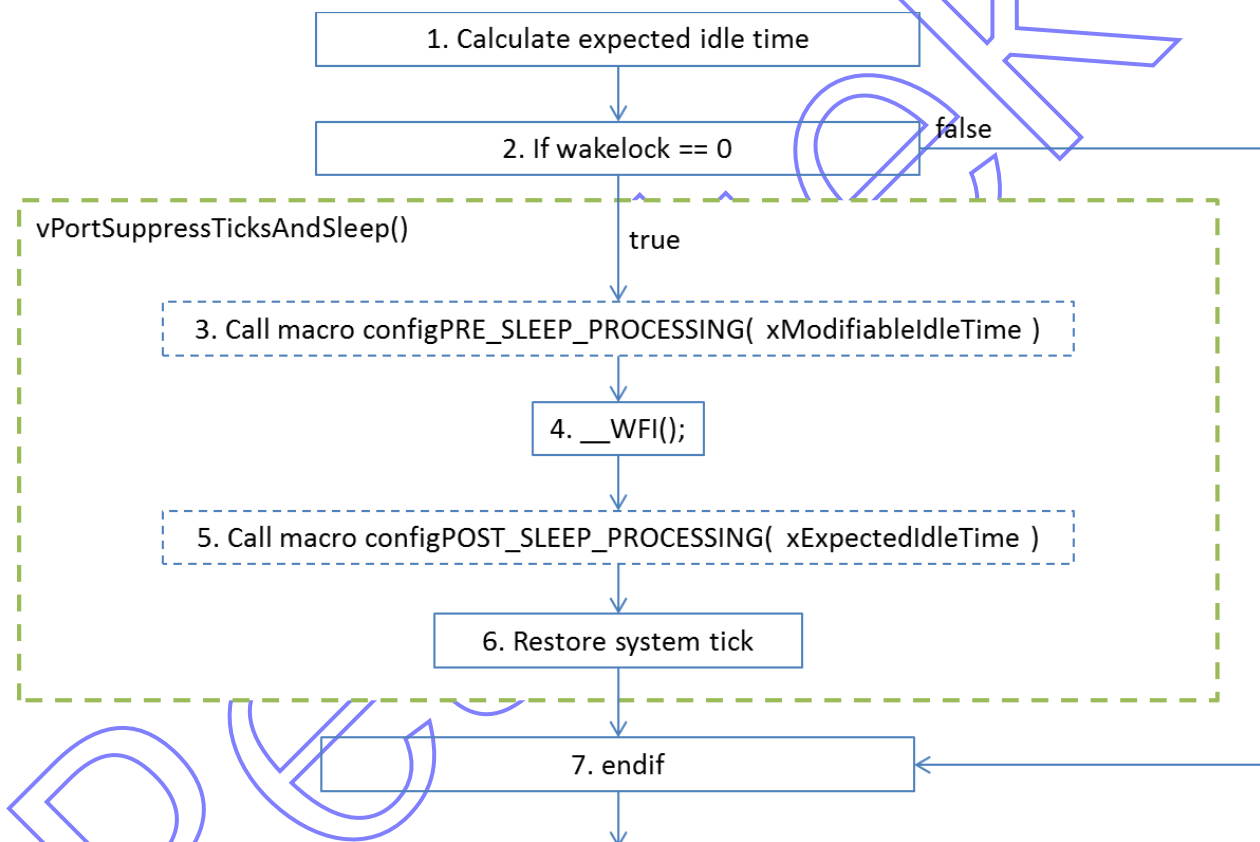 1. Calculate expected idle time
2. If wakelock == 0
false
vPortSuppressTicksAndSleep()
true
3. Call macro configPRE_SLEEP_PROCESSING( xModifiableIdleTime )
4. __WFI();
5. Call macro configPOST_SLEEP_PROCESSING( xExpectedIdleTime )
6. Restore system tick
7. endif